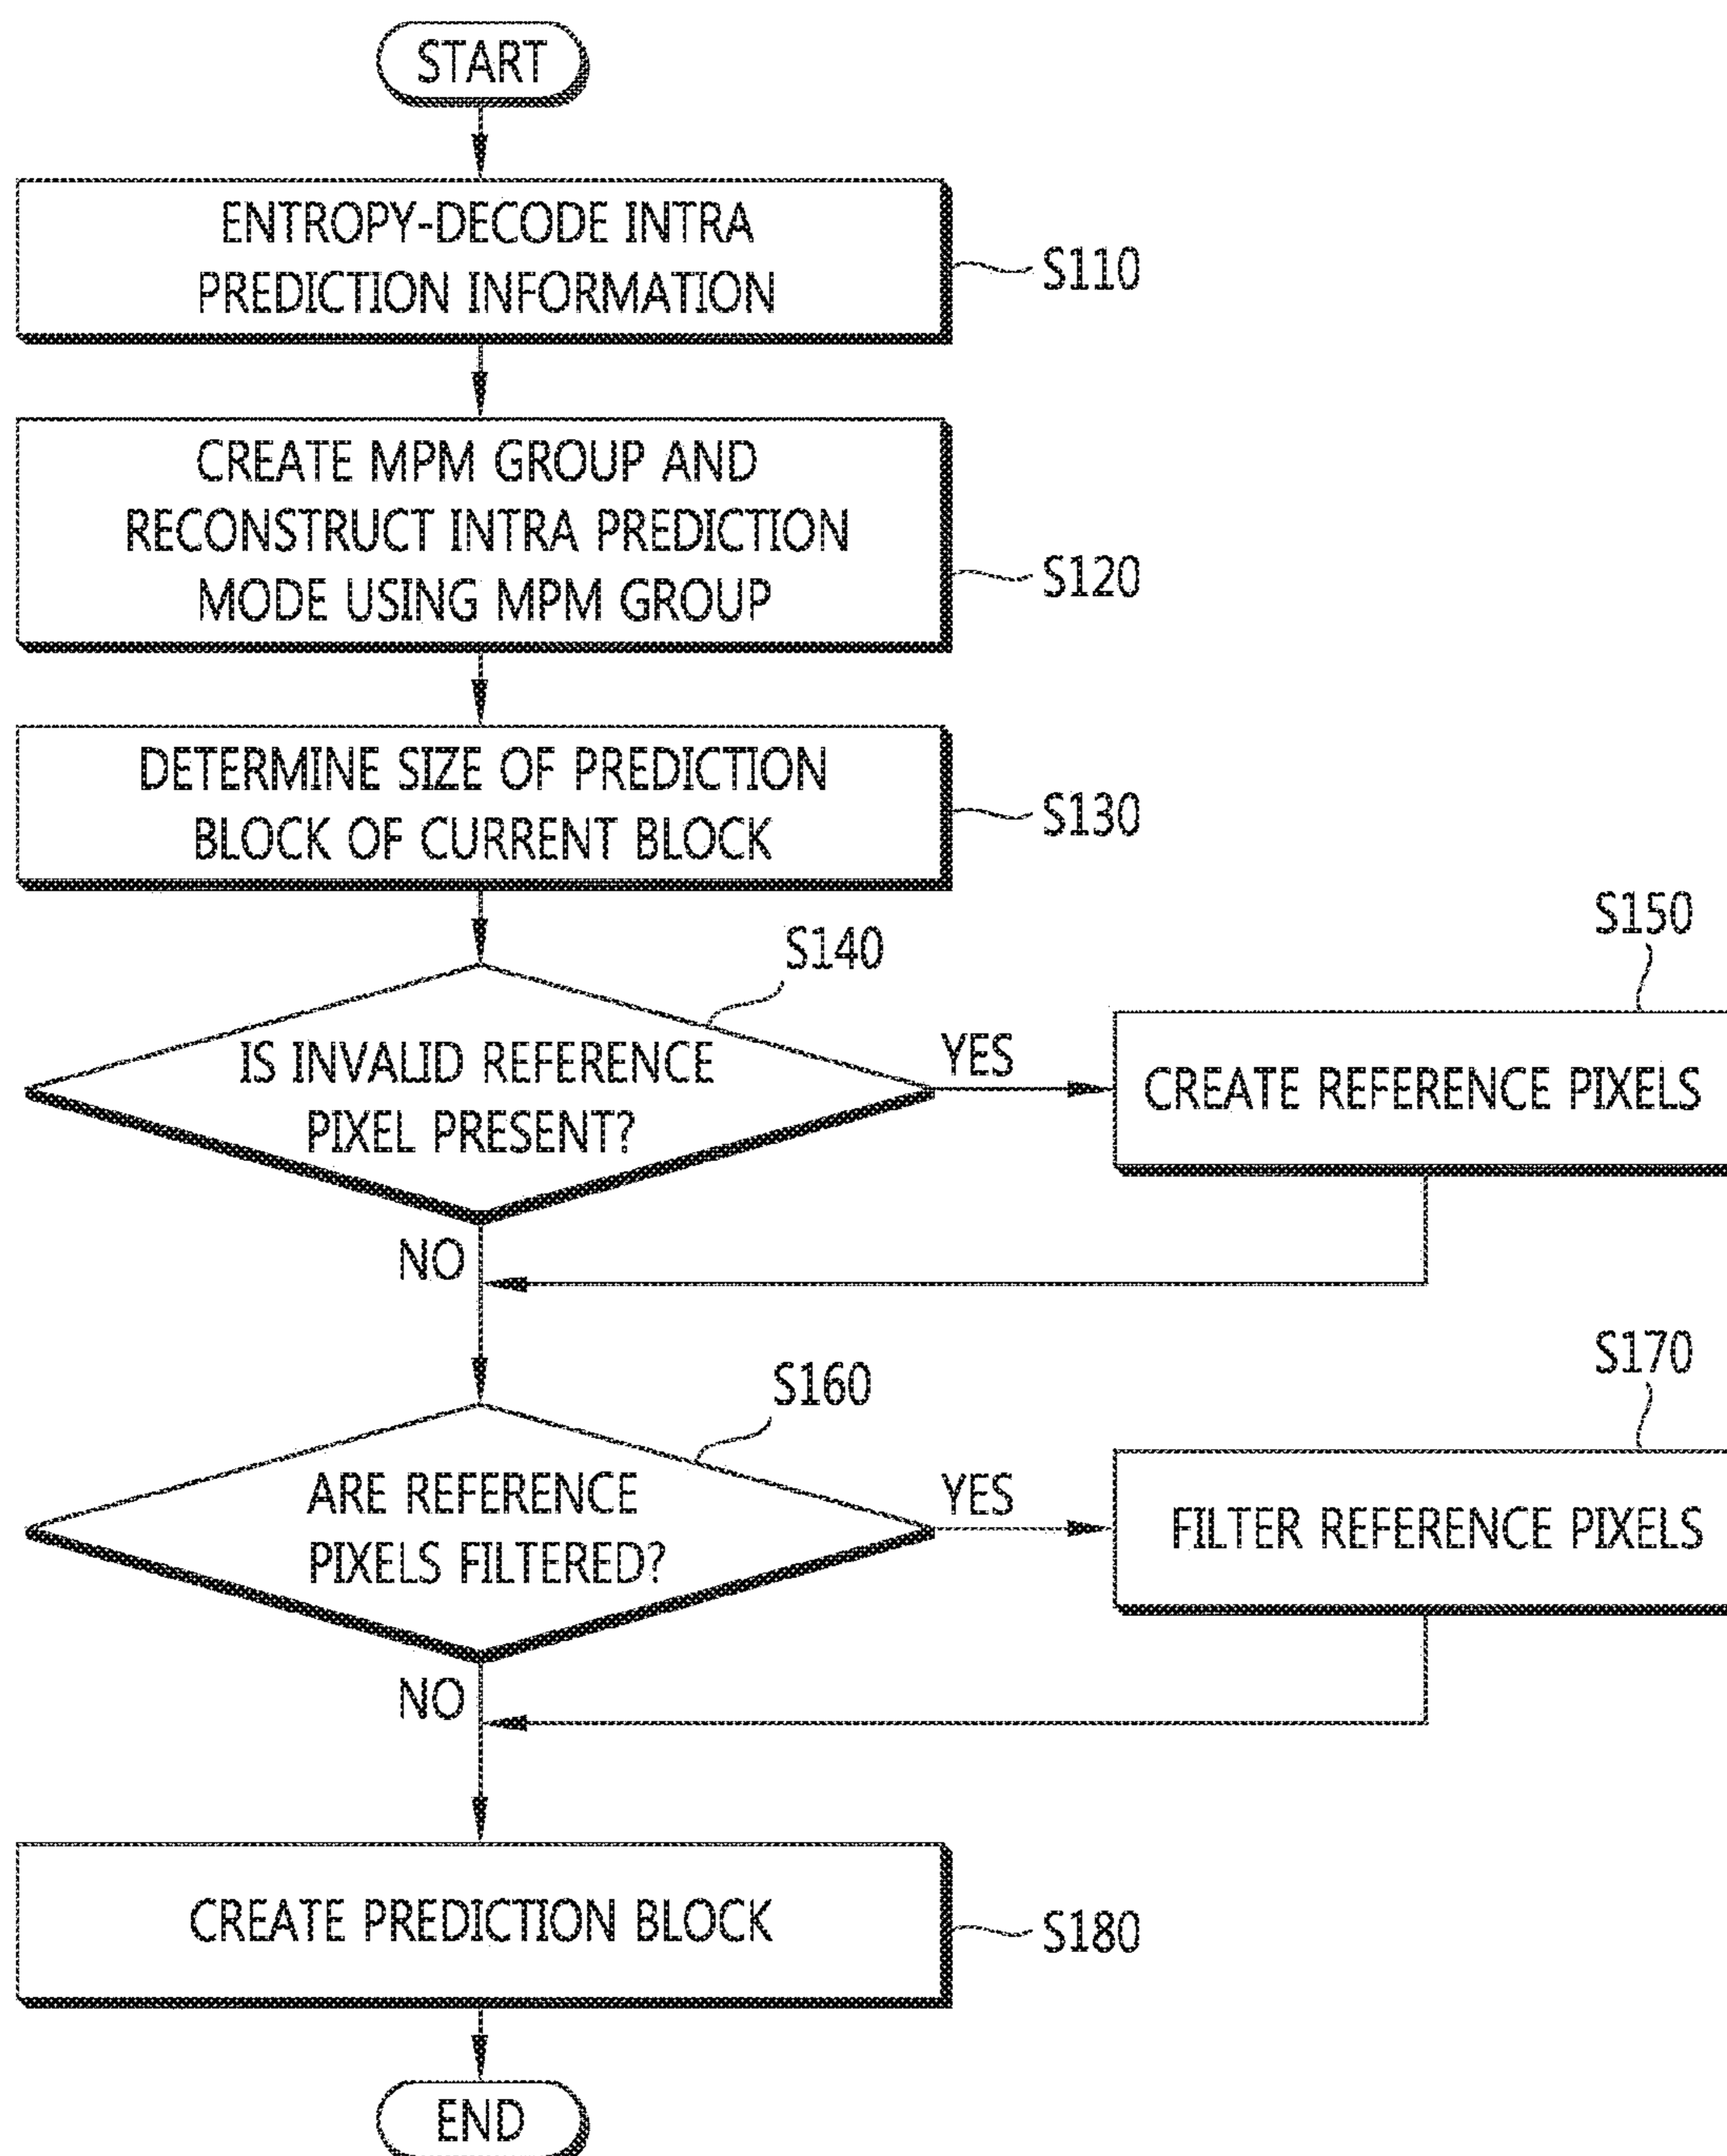 START
ENTROPY-DECODE INTRA
PREDICTION INFORMATION
S110
CREATE MPM GROUP AND
RECONSTRUCT INTRA PREDICTION
MODE USING MPM GROUP
S120
DETERMINE SIZE OF PREDICTION
BLOCK OF CURRENT BLOCK
S130
S140
IS INVALID REFERENCE
PIXEL PRESENT?
YES
S150
CREATE REFERENCE PIXELS
NO
S160
ARE REFERENCE
PIXELS FILTERED?
YES
S170
FILTER REFERENCE PIXELS
NO
CREATE PREDICTION BLOCK
S180
END